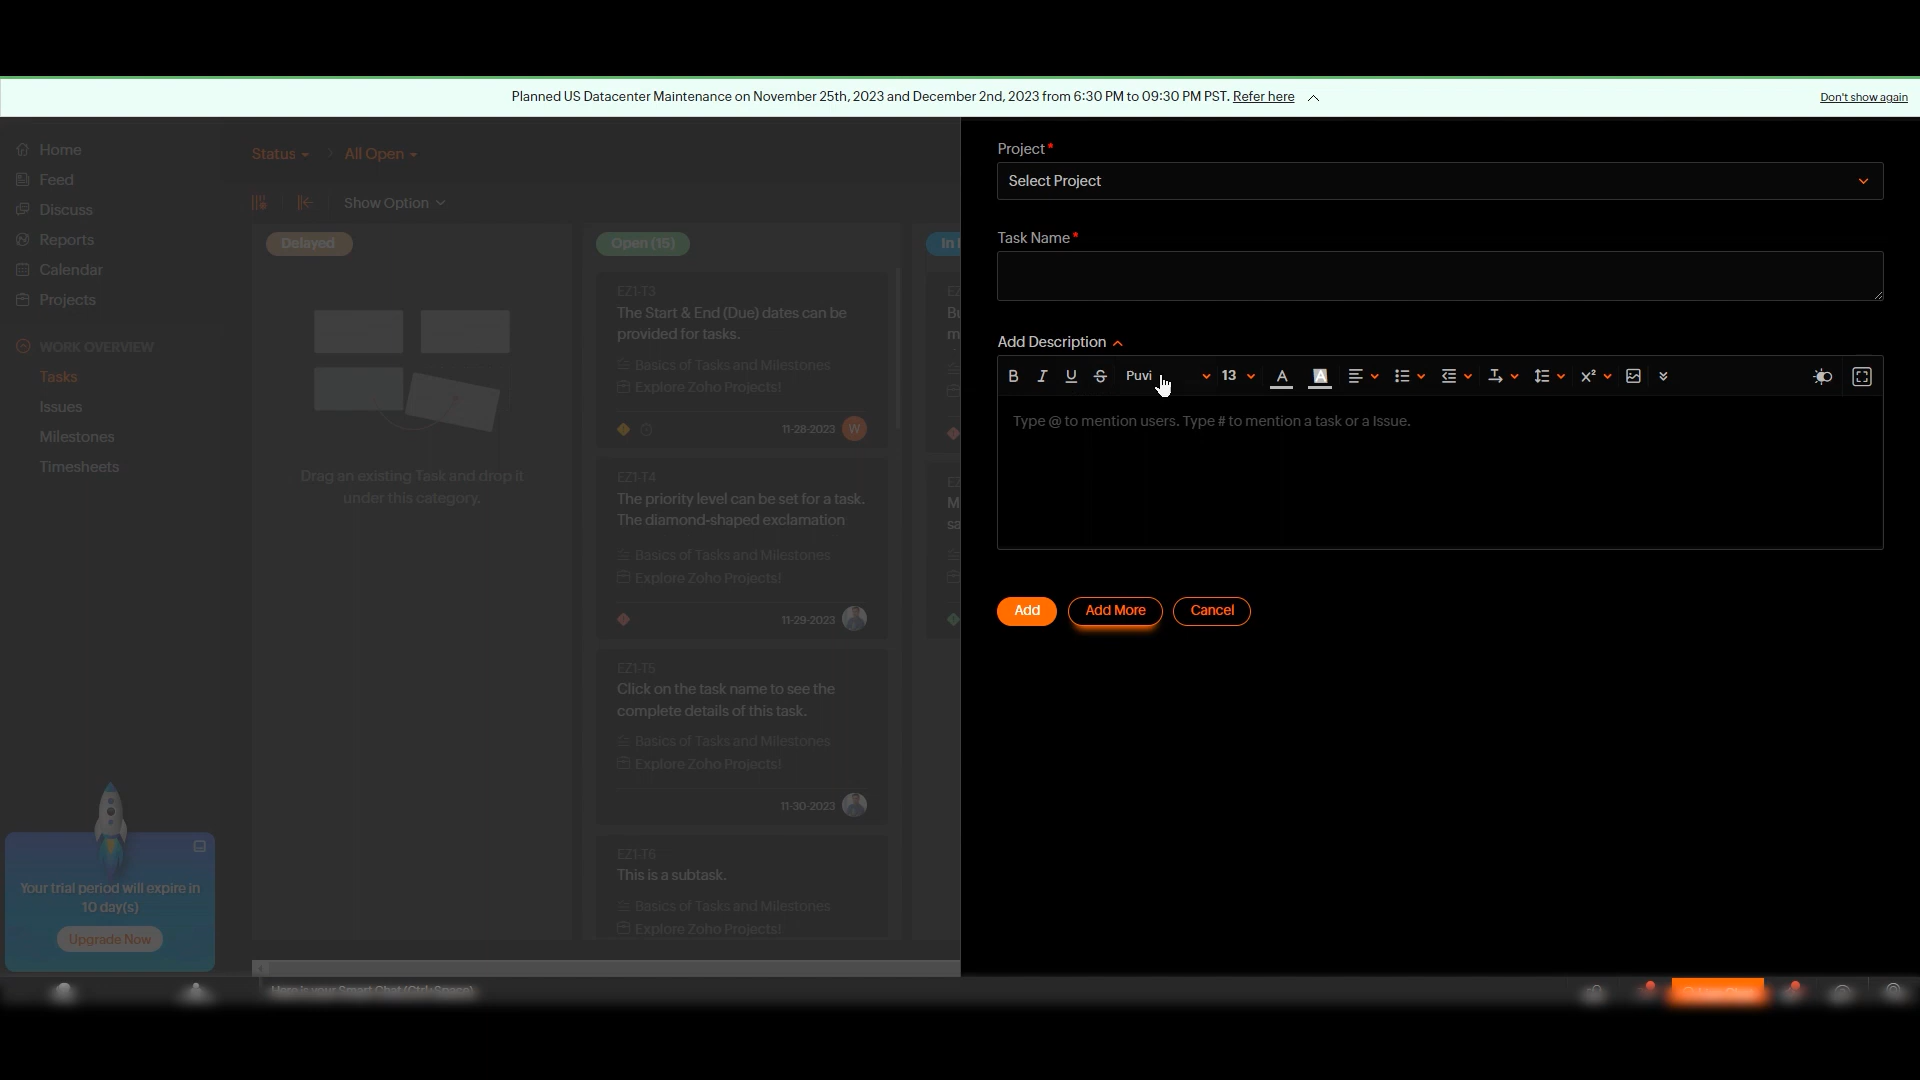 Planned US Datacenter Maintenance on November 25th, 2023 and December 2nd, 2023 from 6:30 PM to 09:30 PM PST. Refer here
Don't show again
Home
Feed
Discuss
Reports
Calendar
Projects
WORK OVERVIEW
Tasks
Issues
Milestones
Timesheets
Your trial period will expire in
10 day(s)
Upgrade Now
Status
All Open
Show Option
Delayed
Drag an existing Task and drop it
under this category.
Open (15)
EZ1-T3
The Start & End (Due) dates can be
provided for tasks.
Basics of Tasks and Milestones
Explore Zoho Projects!
11-28-2023
W
EZ1-T4
The priority level can be set for a task.
The diamond-shaped exclamation
Basics of Tasks and Milestones
Explore Zoho Projects!
11-29-2023
EZ1-T5
Click on the task name to see the
complete details of this task.
Basics of Tasks and Milestones
Explore Zoho Projects!
11-30-2023
EZ1-T6
This is a subtask.
Basics of Tasks and Milestones
Explore Zoho Projects!
Project*
Select Project
Task Name*
Add Description
Puvi
13
Type @ to mention users. Type # to mention a task or a Issue.
Add
Add More
Cancel
Here is your Smart Chat (Ctrl+Space)